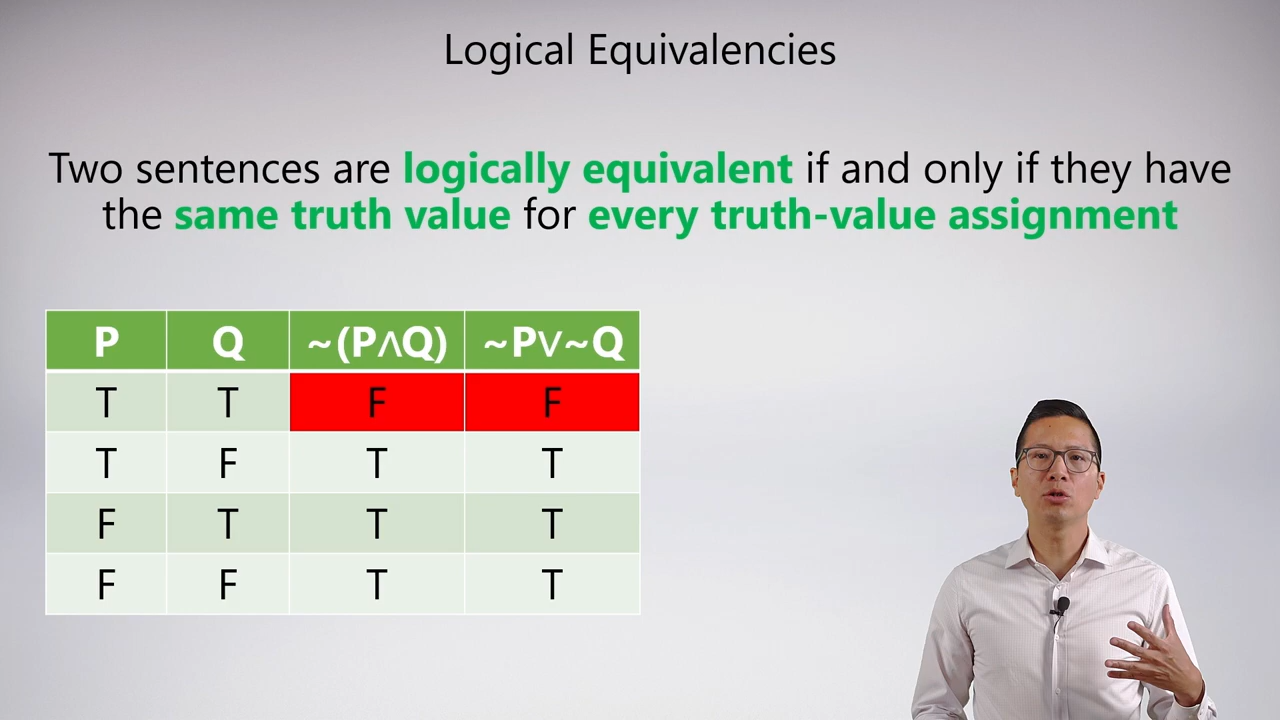 Logical Equivalencies
Two sentences are logically equivalent if and only if they have
the same truth value for every truth-value assignment
P Q ~(P∧Q) ~P∨~Q
T T F F
T F T T
F T T T
F F T T